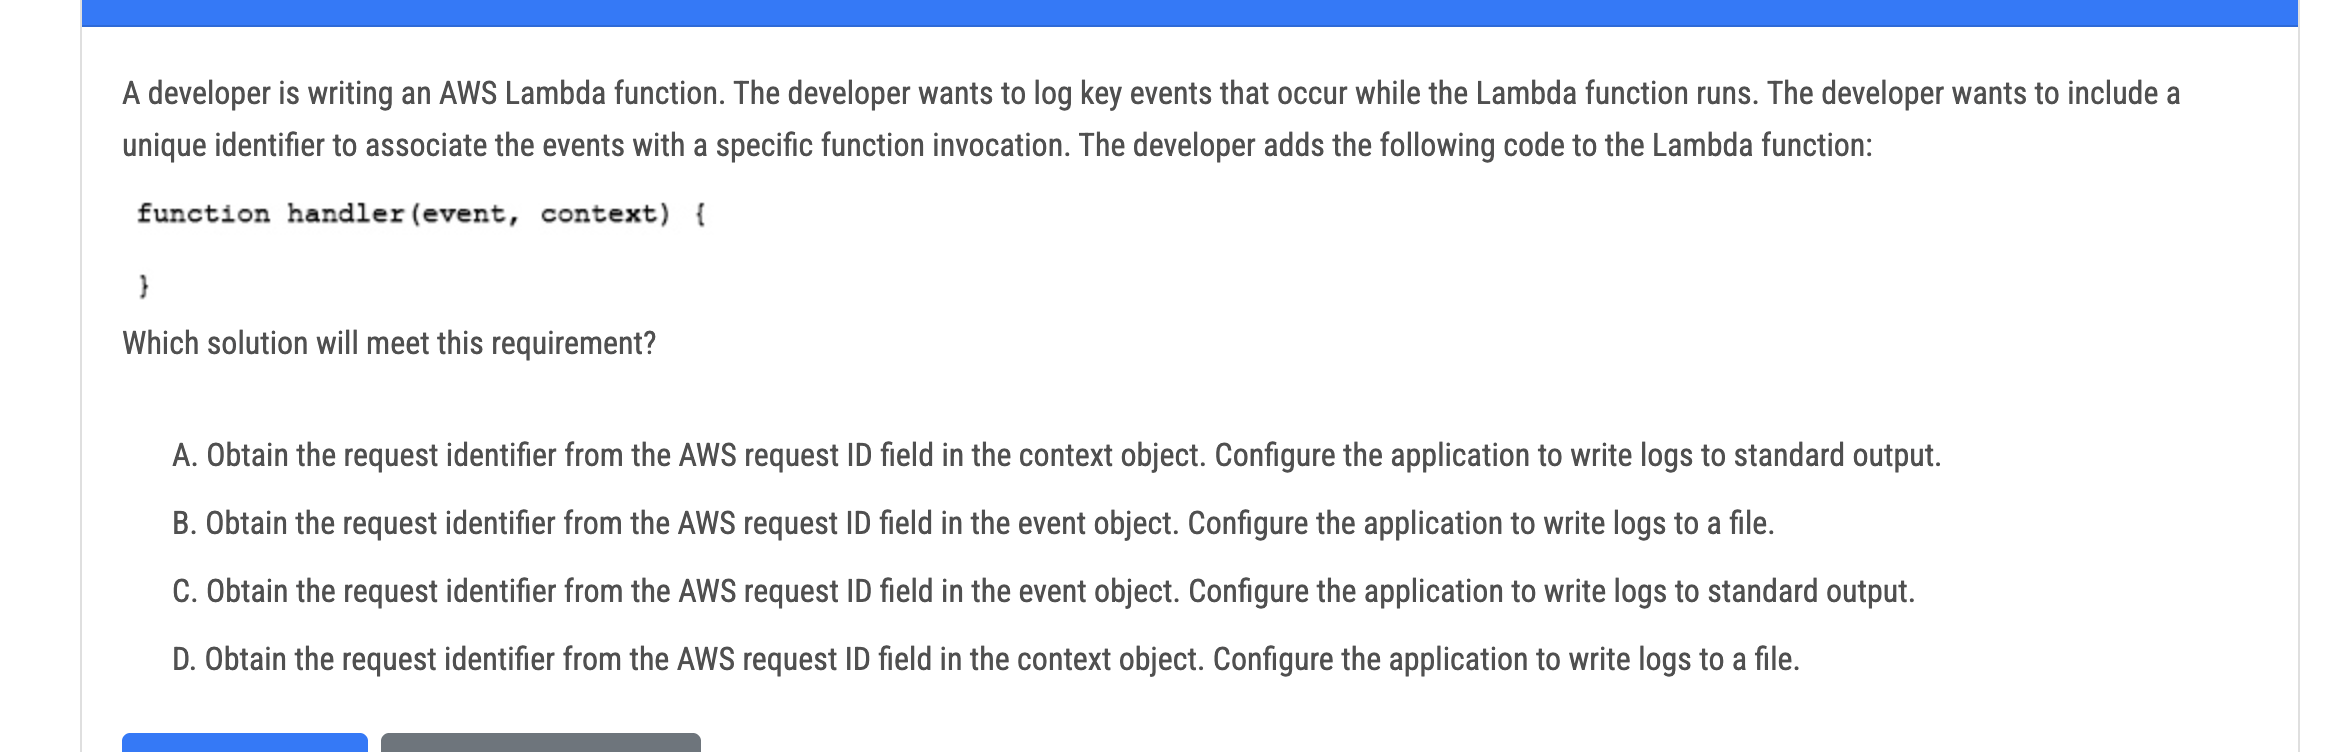 A developer is writing an AWS Lambda function. The developer wants to log key events that occur while the Lambda function runs. The developer wants to include a
unique identifier to associate the events with a specific function invocation. The developer adds the following code to the Lambda function:
function handler(event, context) {
}
Which solution will meet this requirement?
A. Obtain the request identifier from the AWS request ID field in the context object. Configure the application to write logs to standard output.
B. Obtain the request identifier from the AWS request ID field in the event object. Configure the application to write logs to a file.
C. Obtain the request identifier from the AWS request ID field in the event object. Configure the application to write logs to standard output.
D. Obtain the request identifier from the AWS request ID field in the context object. Configure the application to write logs to a file.